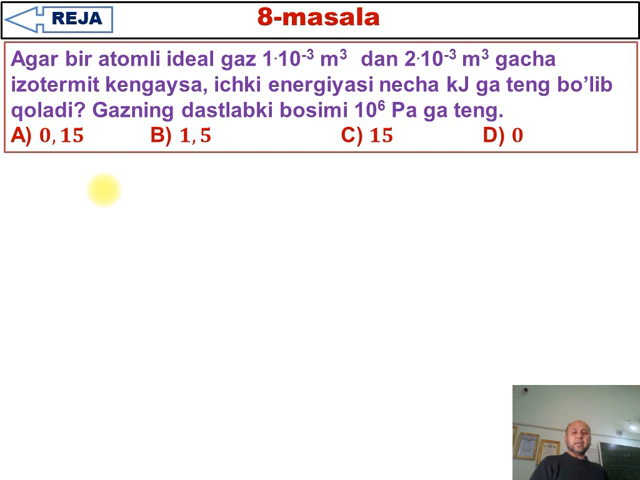 REJA
8-masala
Agar bir atomli ideal gaz 1·10⁻³ m³ dan 2·10⁻³ m³ gacha
izotermit kengaysa, ichki energiyasi necha kJ ga teng bo’lib
qoladi? Gazning dastlabki bosimi 10⁶ Pa ga teng.
A) 0,15 B) 1,5 C) 15 D) 0